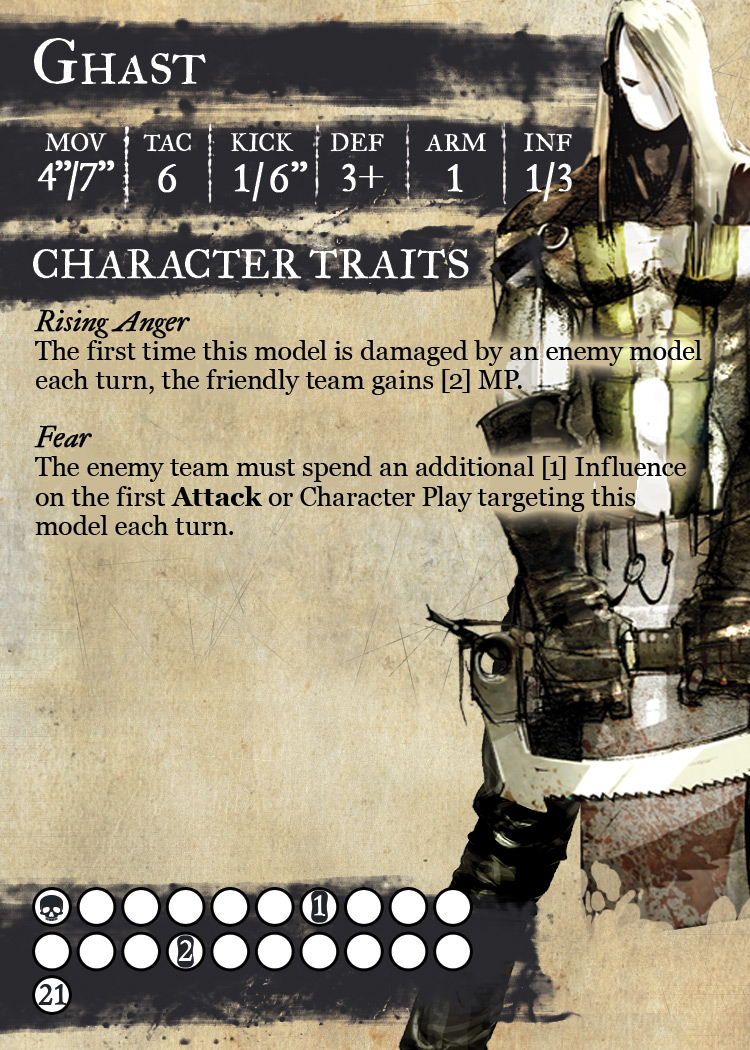 Ghast
MOV TAC KICK DEF ARM INF
4”/7” 6 1/6” 3+ 1 1/3
CHARACTER TRAITS
Rising Anger
The first time this model is damaged by an enemy model
each turn, the friendly team gains [2] MP.
Fear
The enemy team must spend an additional [1] Influence
on the first Attack or Character Play targeting this
model each turn.
1
2
21